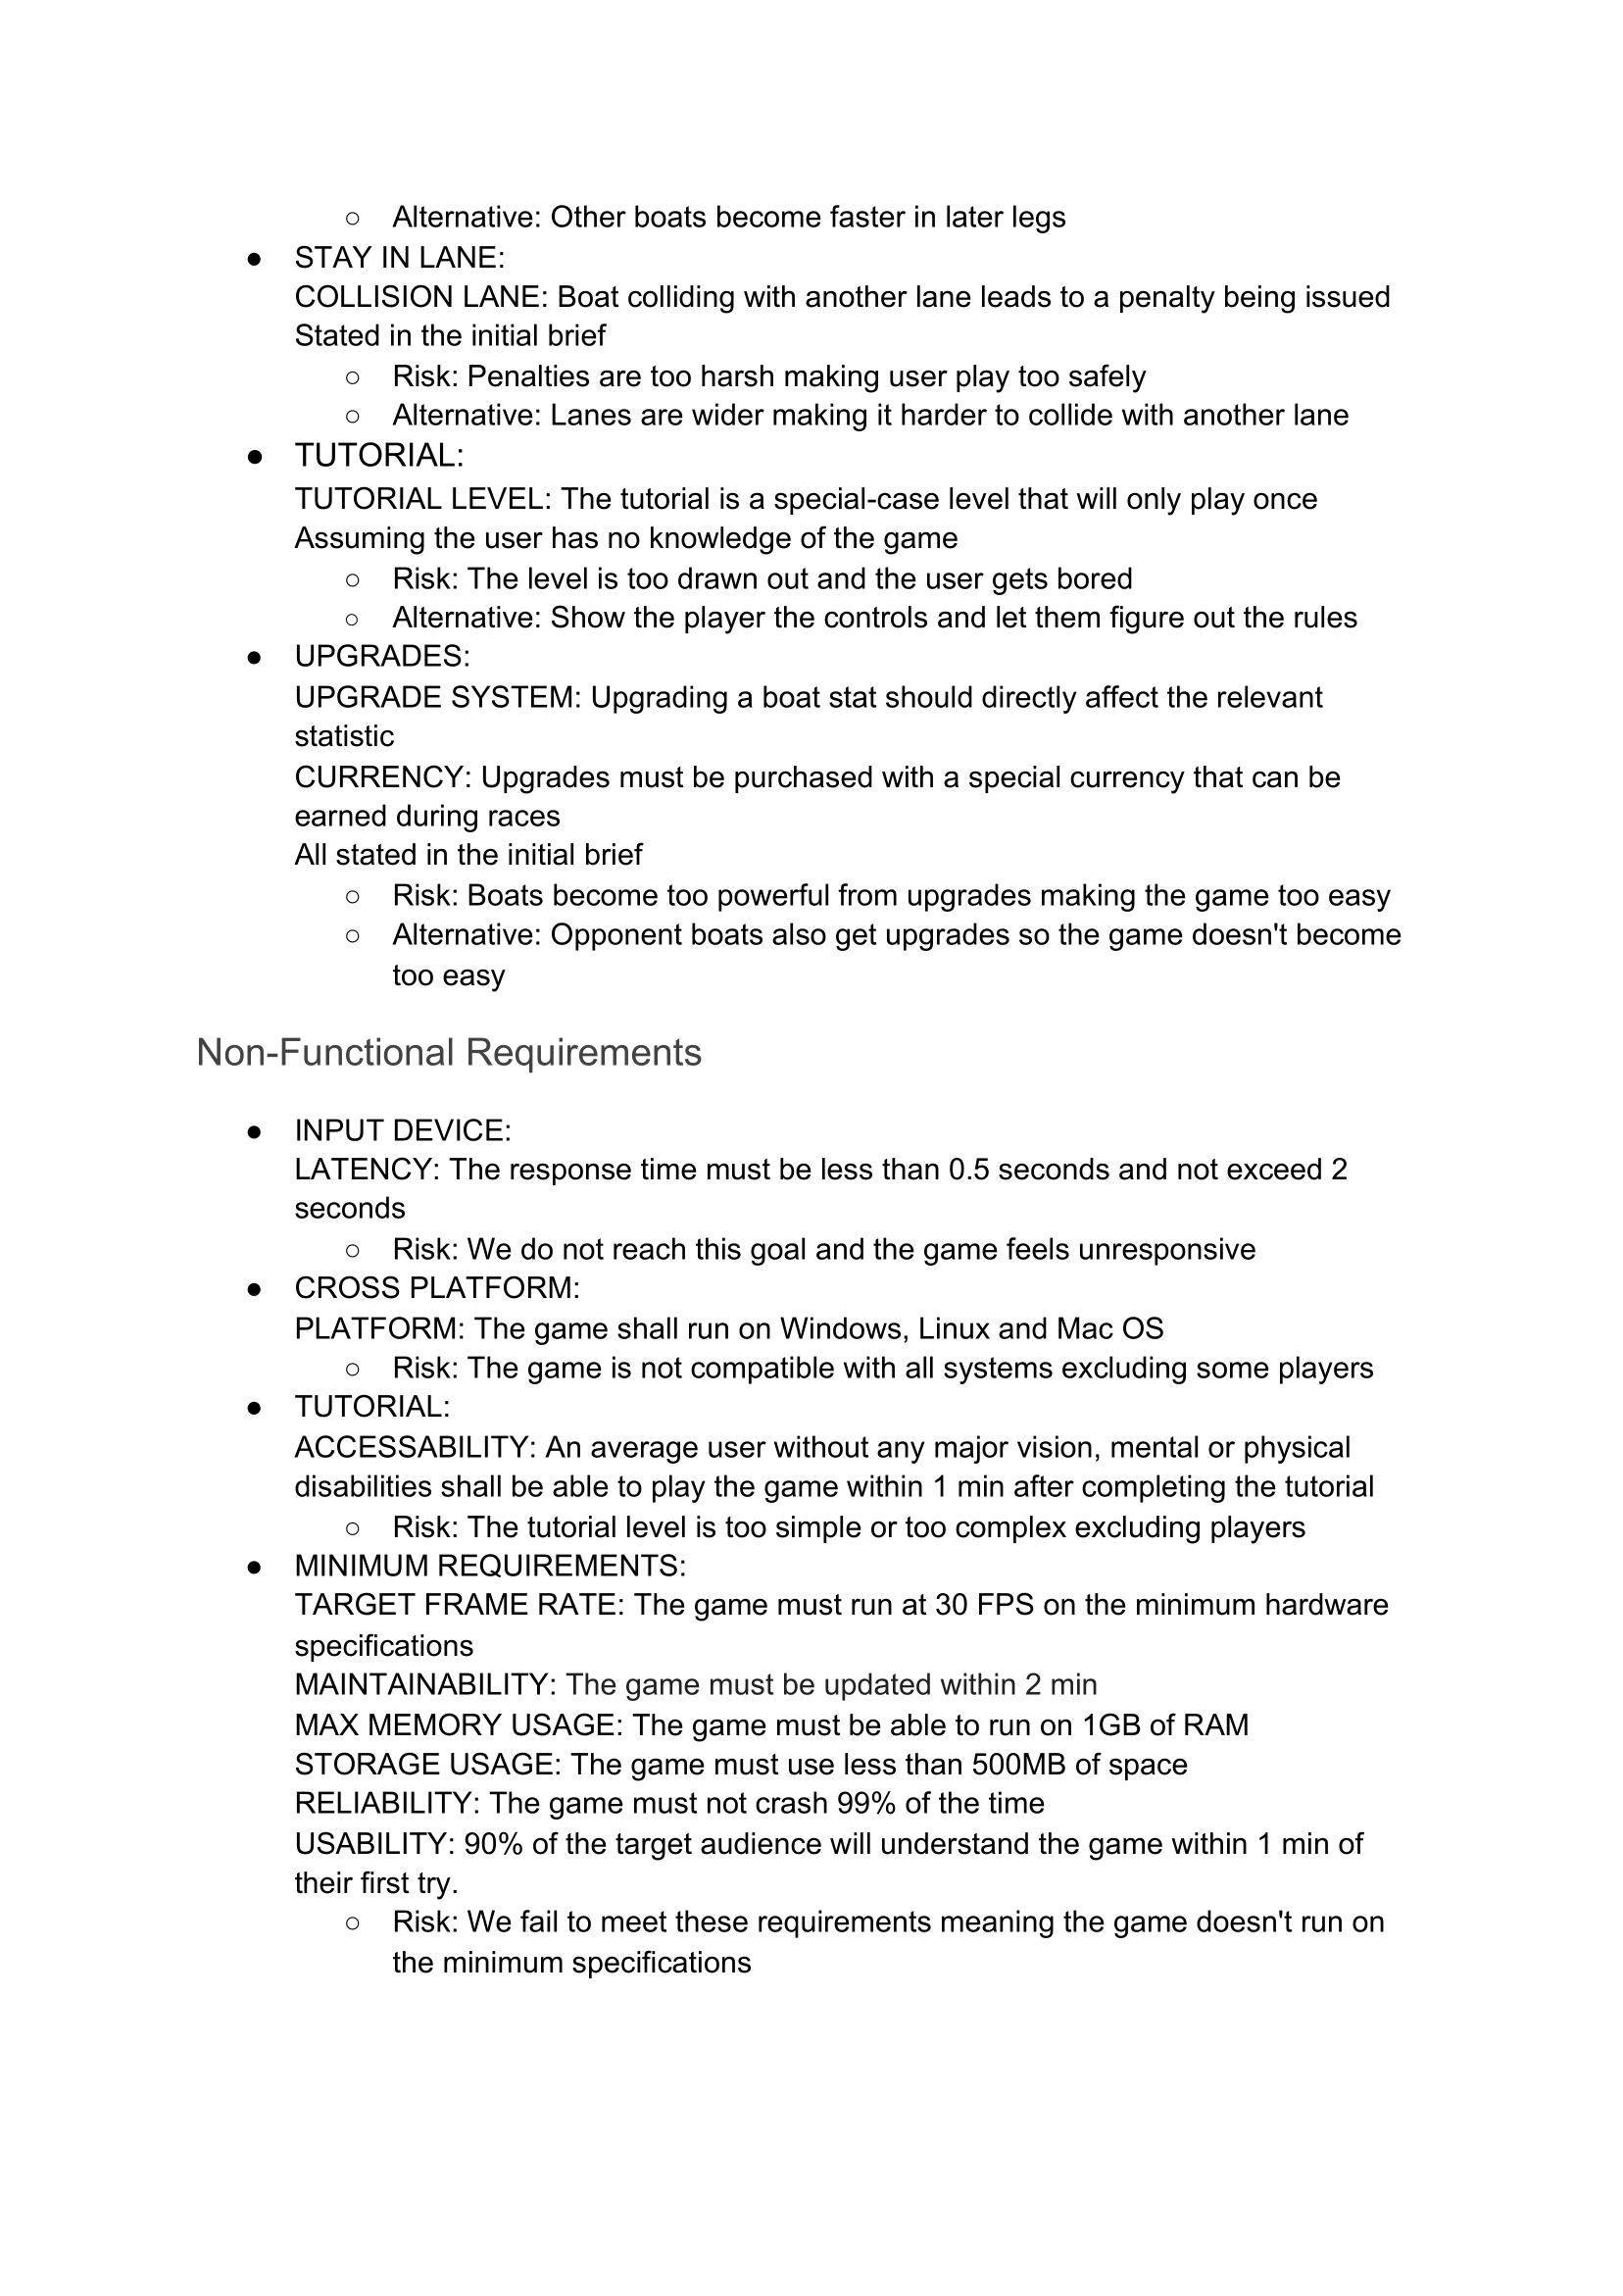 ○ Alternative: Other boats become faster in later legs
● STAY IN LANE:
COLLISION LANE: Boat colliding with another lane leads to a penalty being issued
Stated in the initial brief
○ Risk: Penalties are too harsh making user play too safely
○ Alternative: Lanes are wider making it harder to collide with another lane
● TUTORIAL:
TUTORIAL LEVEL: The tutorial is a special-case level that will only play once
Assuming the user has no knowledge of the game
○ Risk: The level is too drawn out and the user gets bored
○ Alternative: Show the player the controls and let them figure out the rules
● UPGRADES:
UPGRADE SYSTEM: Upgrading a boat stat should directly affect the relevant
statistic
CURRENCY: Upgrades must be purchased with a special currency that can be
earned during races
All stated in the initial brief
○ Risk: Boats become too powerful from upgrades making the game too easy
○ Alternative: Opponent boats also get upgrades so the game doesn't become
too easy
Non-Functional Requirements
● INPUT DEVICE:
LATENCY: The response time must be less than 0.5 seconds and not exceed 2
seconds
○ Risk: We do not reach this goal and the game feels unresponsive
● CROSS PLATFORM:
PLATFORM: The game shall run on Windows, Linux and Mac OS
○ Risk: The game is not compatible with all systems excluding some players
● TUTORIAL:
ACCESSABILITY: An average user without any major vision, mental or physical
disabilities shall be able to play the game within 1 min after completing the tutorial
○ Risk: The tutorial level is too simple or too complex excluding players
● MINIMUM REQUIREMENTS:
TARGET FRAME RATE: The game must run at 30 FPS on the minimum hardware
specifications
MAINTAINABILITY: The game must be updated within 2 min
MAX MEMORY USAGE: The game must be able to run on 1GB of RAM
STORAGE USAGE: The game must use less than 500MB of space
RELIABILITY: The game must not crash 99% of the time
USABILITY: 90% of the target audience will understand the game within 1 min of
their first try.
○ Risk: We fail to meet these requirements meaning the game doesn't run on
the minimum specifications